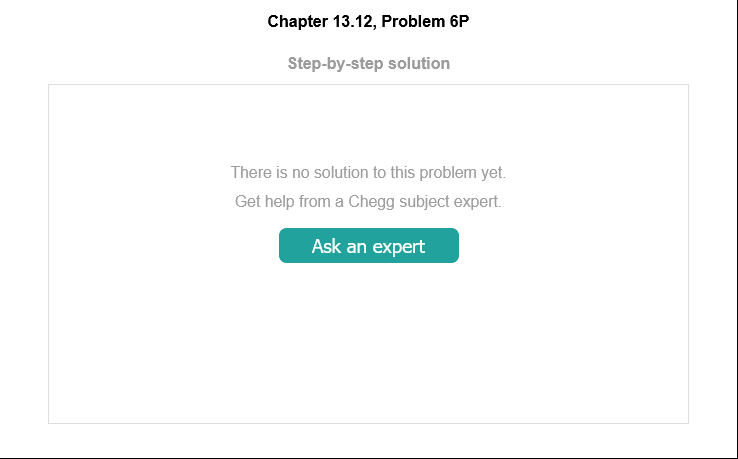 Chapter 13.12, Problem 6P
Step-by-step solution
There is no solution to this problem yet.
Get help from a Chegg subject expert.
Ask an expert